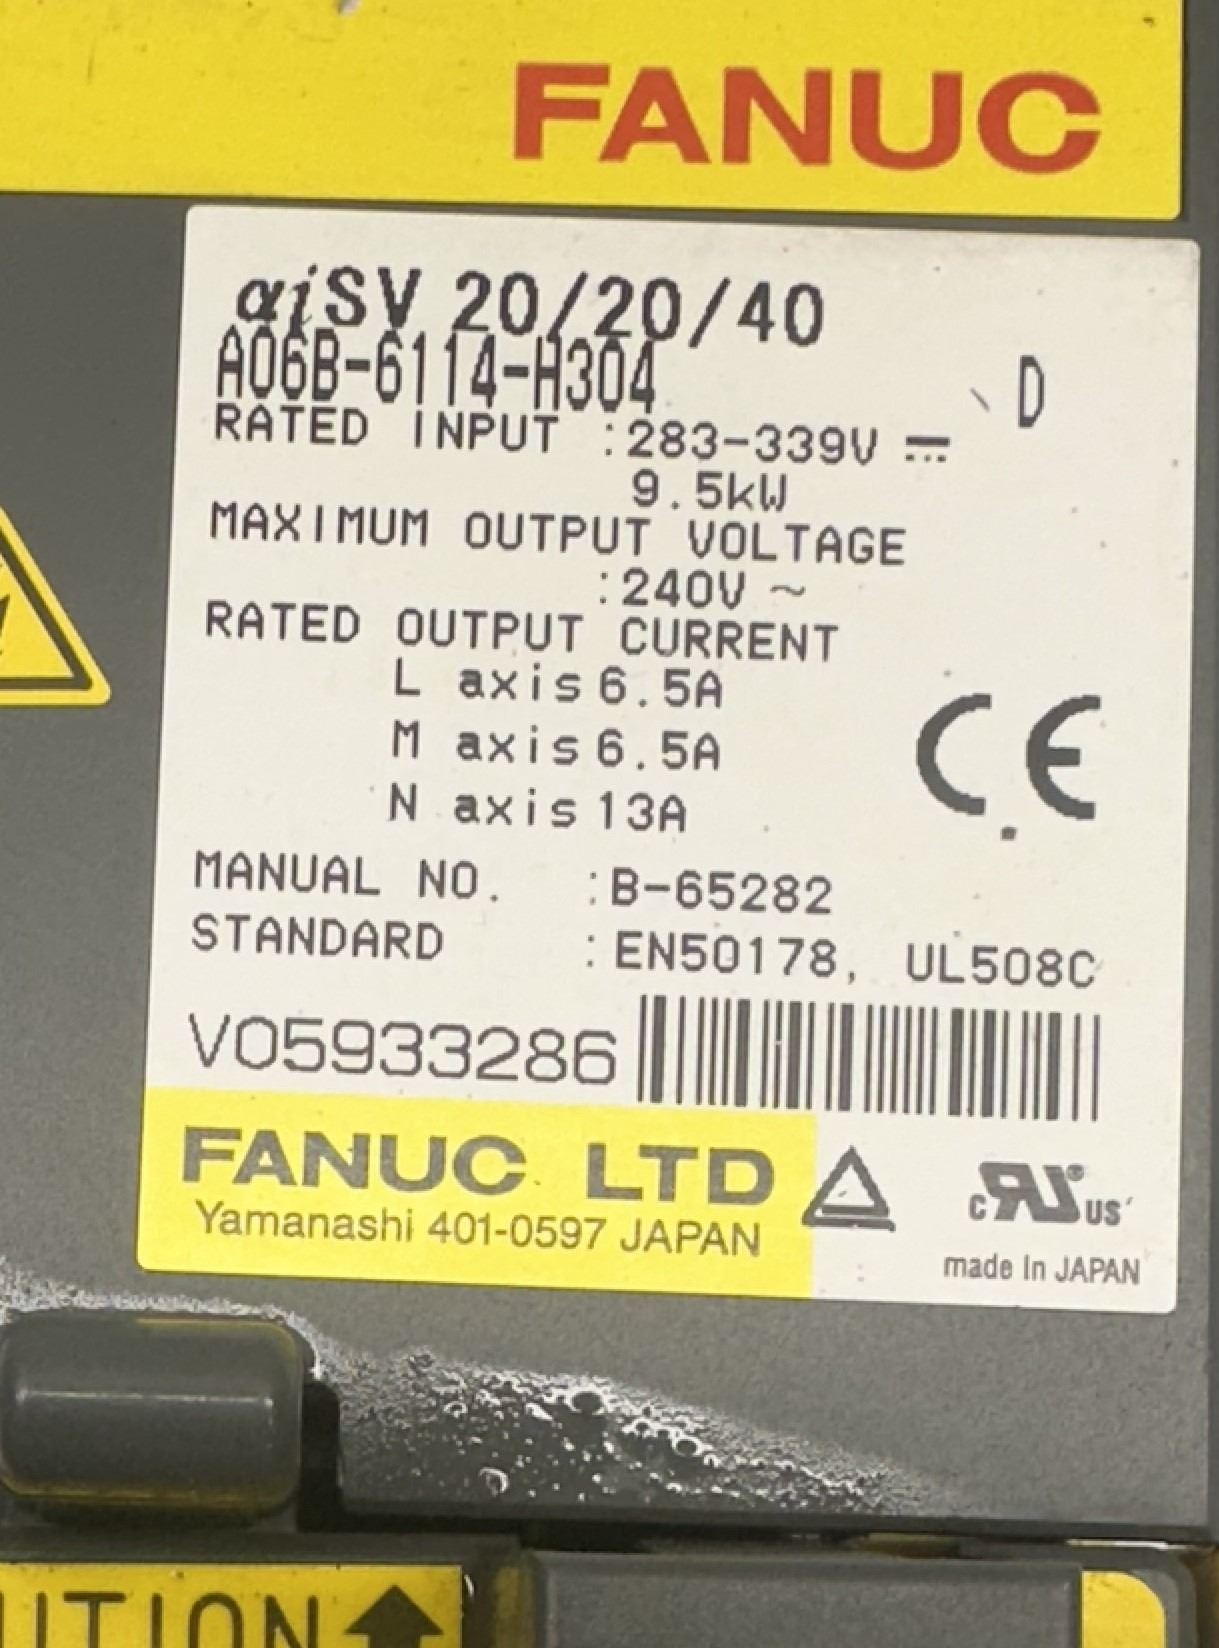 FANUC
αiSV 20/20/40
A06B-6114-H304 D
RATED INPUT :283-339V ⎓
9.5kW
MAXIMUM OUTPUT VOLTAGE
:240V ~
RATED OUTPUT CURRENT
L axis 6.5A
M axis 6.5A
N axis 13A
CE
MANUAL NO. :B-65282
STANDARD :EN50178, UL508C
V05933286
FANUC LTD
Yamanashi 401-0597 JAPAN
c RU US
made In JAPAN
UTION